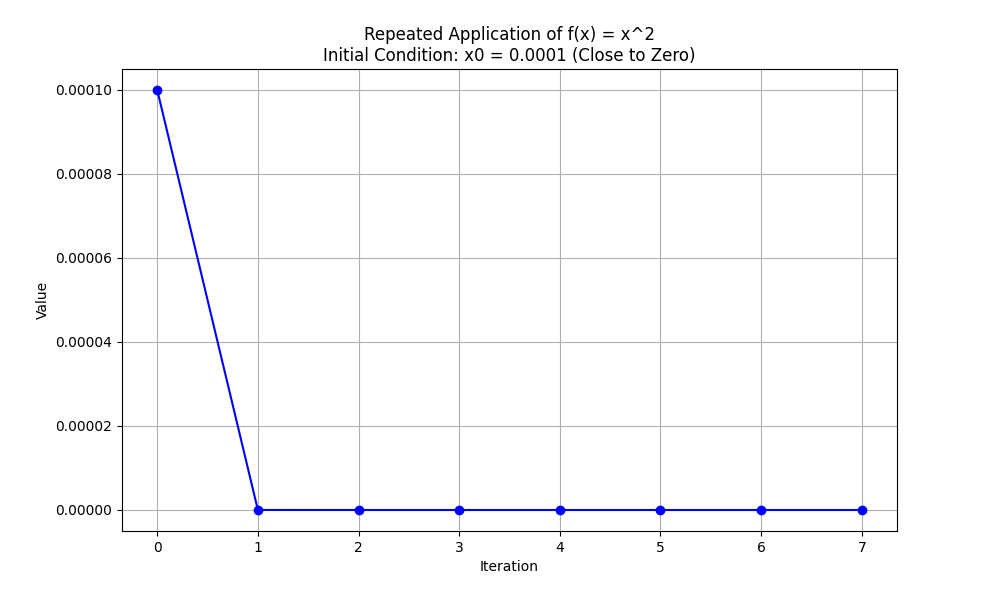 Repeated Application of f(x) = x^2
Initial Condition: x0 = 0.0001 (Close to Zero)
0.00010
0.00008
0.00006
0.00004
0.00002
0.00000
Value
0 1 2 3 4 5 6 7
Iteration